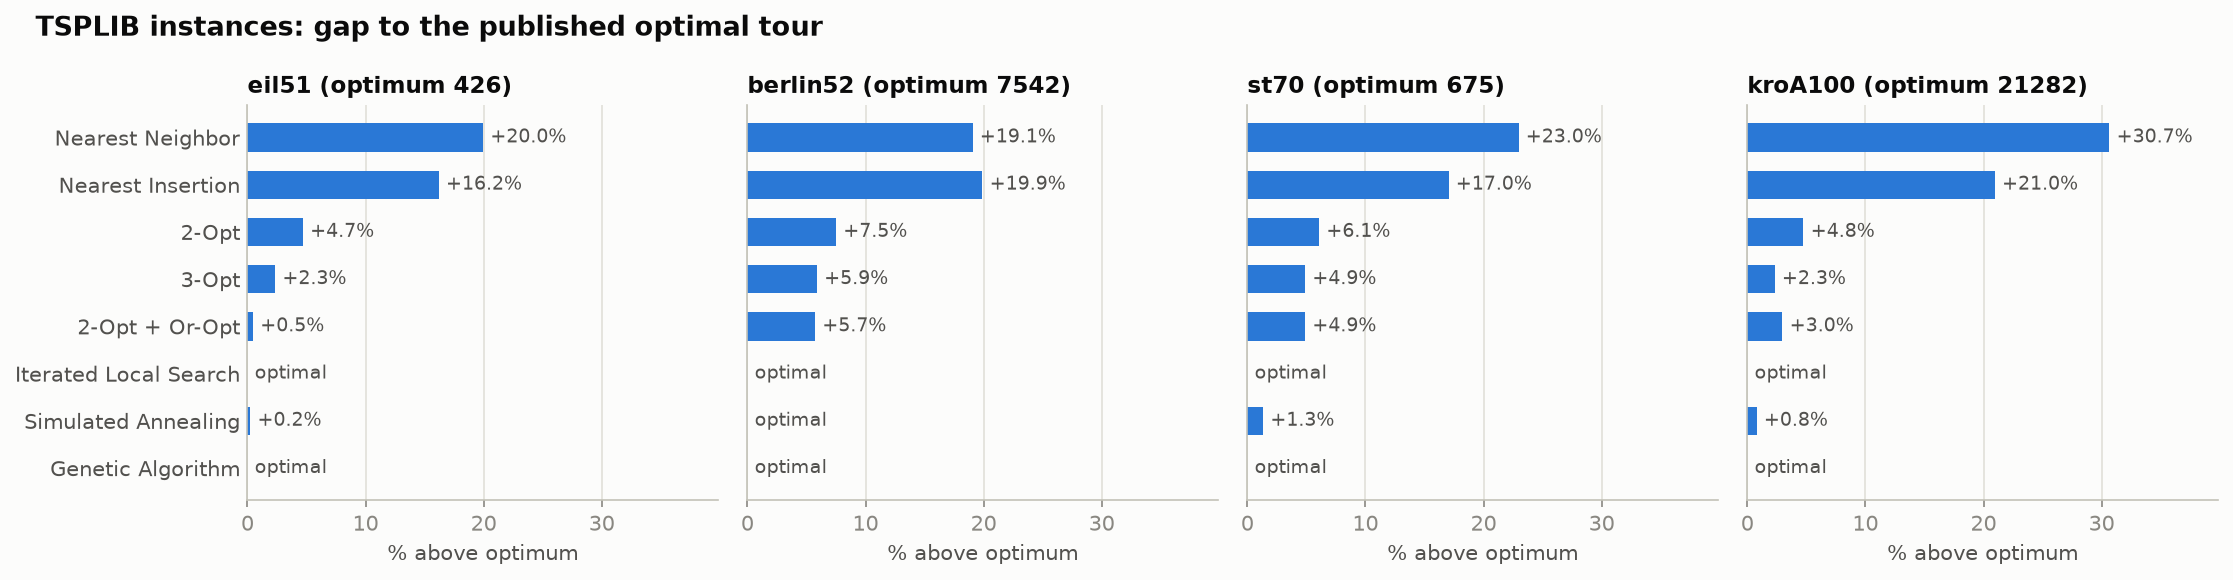 TSPLIB instances: gap to the published optimal tour
eil51 (optimum 426)
berlin52 (optimum 7542)
st70 (optimum 675)
kroA100 (optimum 21282)
Nearest Neighbor +20.0% +19.1% +23.0% +30.7%
Nearest Insertion +16.2% +19.9% +17.0% +21.0%
2-Opt +4.7% +7.5% +6.1% +4.8%
3-Opt +2.3% +5.9% +4.9% +2.3%
2-Opt + Or-Opt +0.5% +5.7% +4.9% +3.0%
Iterated Local Search optimal optimal optimal optimal
Simulated Annealing +0.2% optimal +1.3% +0.8%
Genetic Algorithm optimal optimal optimal optimal
0 10 20 30 0 10 20 30 0 10 20 30 0 10 20 30
% above optimum % above optimum % above optimum % above optimum